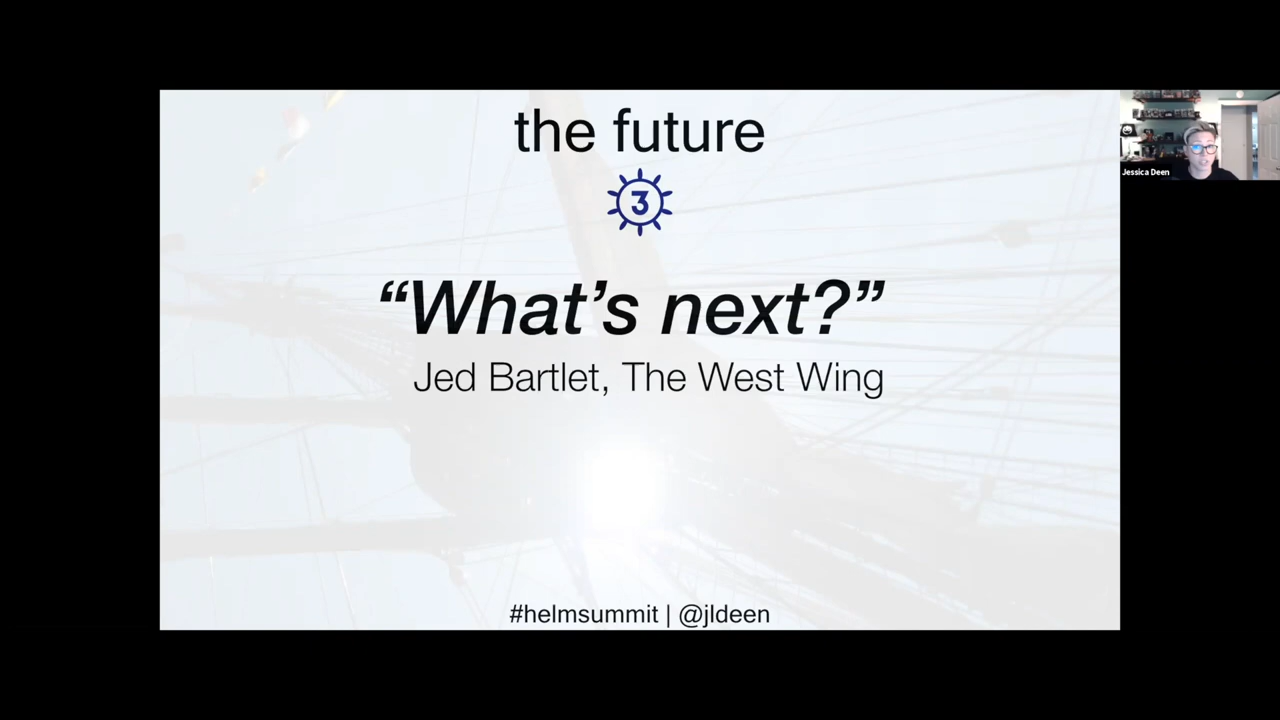 the future
3
“What’s next?”
Jed Bartlet, The West Wing
#helmsummit | @jldeen
Jessica Deen